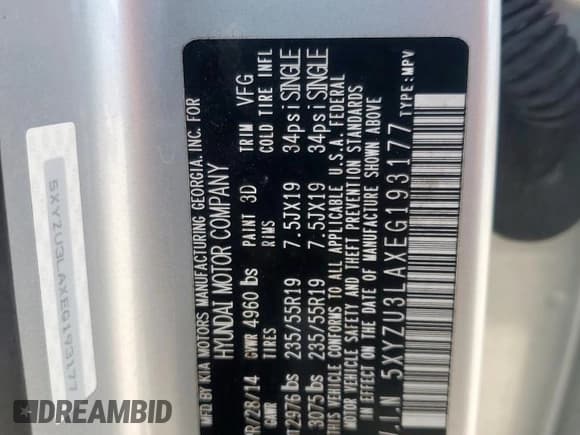 MFD BY KIA MOTORS MANUFACTURING GEORGIA, INC. FOR
HYUNDAI MOTOR COMPANY
R/28/14 GVWR 4960 lbs PAINT 3D TRIM VFG
GAWR TIRES RIMS COLD TIRE INFL
2976 lbs 235/55R19 7.5JX19 34psi SINGLE
3075 lbs 235/55R19 7.5JX19 34psi SINGLE
VEHICLE CONFORMS TO ALL APPLICABLE U.S.A. FEDERAL
VEHICLE SAFETY AND THEFT PREVENTION STANDARDS
IN EFFECT ON THE DATE OF MANUFACTURE SHOWN ABOVE
5XYZU3LAXEG193177 TYPE:MPV
5XYZU3LAXEG193177
DREAMBID
DREAMBID